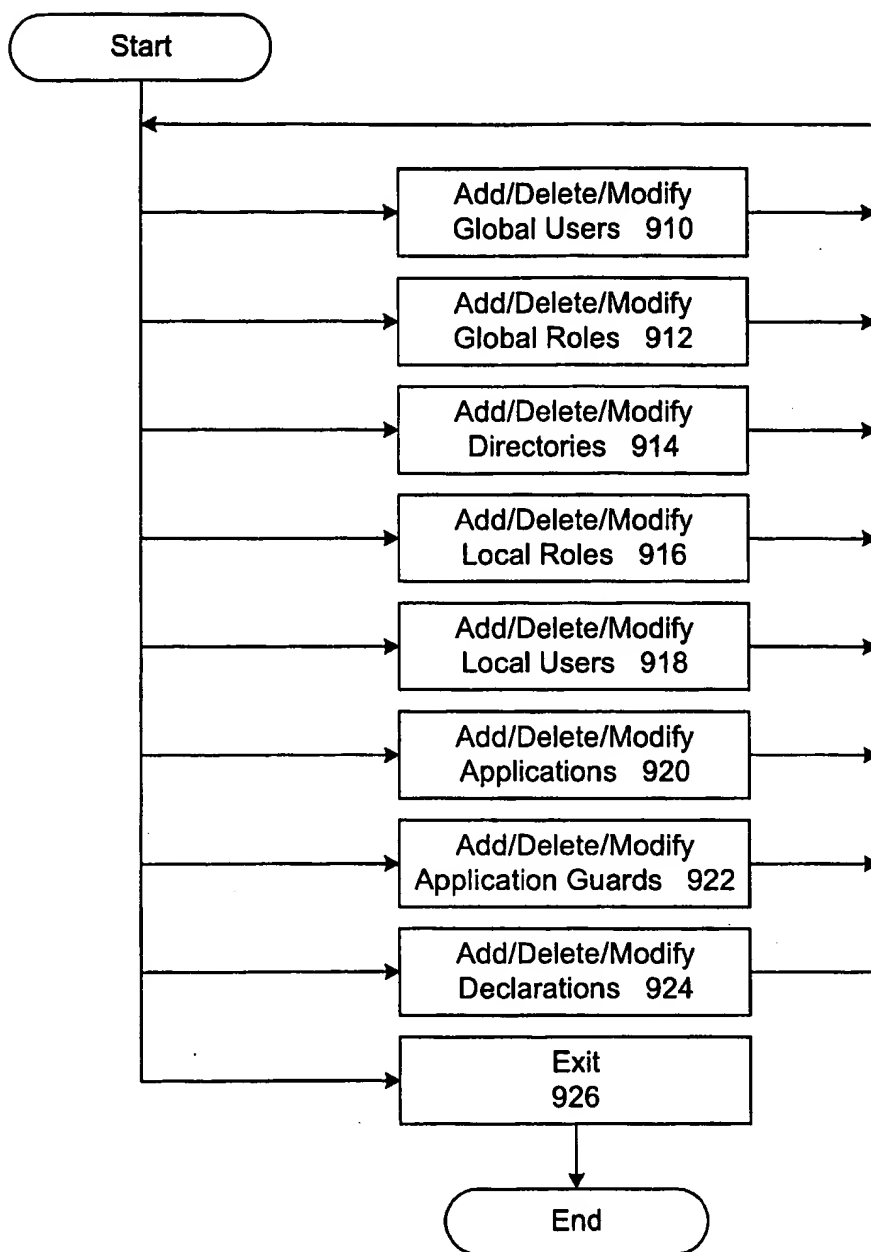 Start
Add/Delete/Modify
Global Users 910
Add/Delete/Modify
Global Roles 912
Add/Delete/Modify
Directories 914
Add/Delete/Modify
Local Roles 916
Add/Delete/Modify
Local Users 918
Add/Delete/Modify
Applications 920
Add/Delete/Modify
Application Guards 922
Add/Delete/Modify
Declarations 924
Exit
926
End